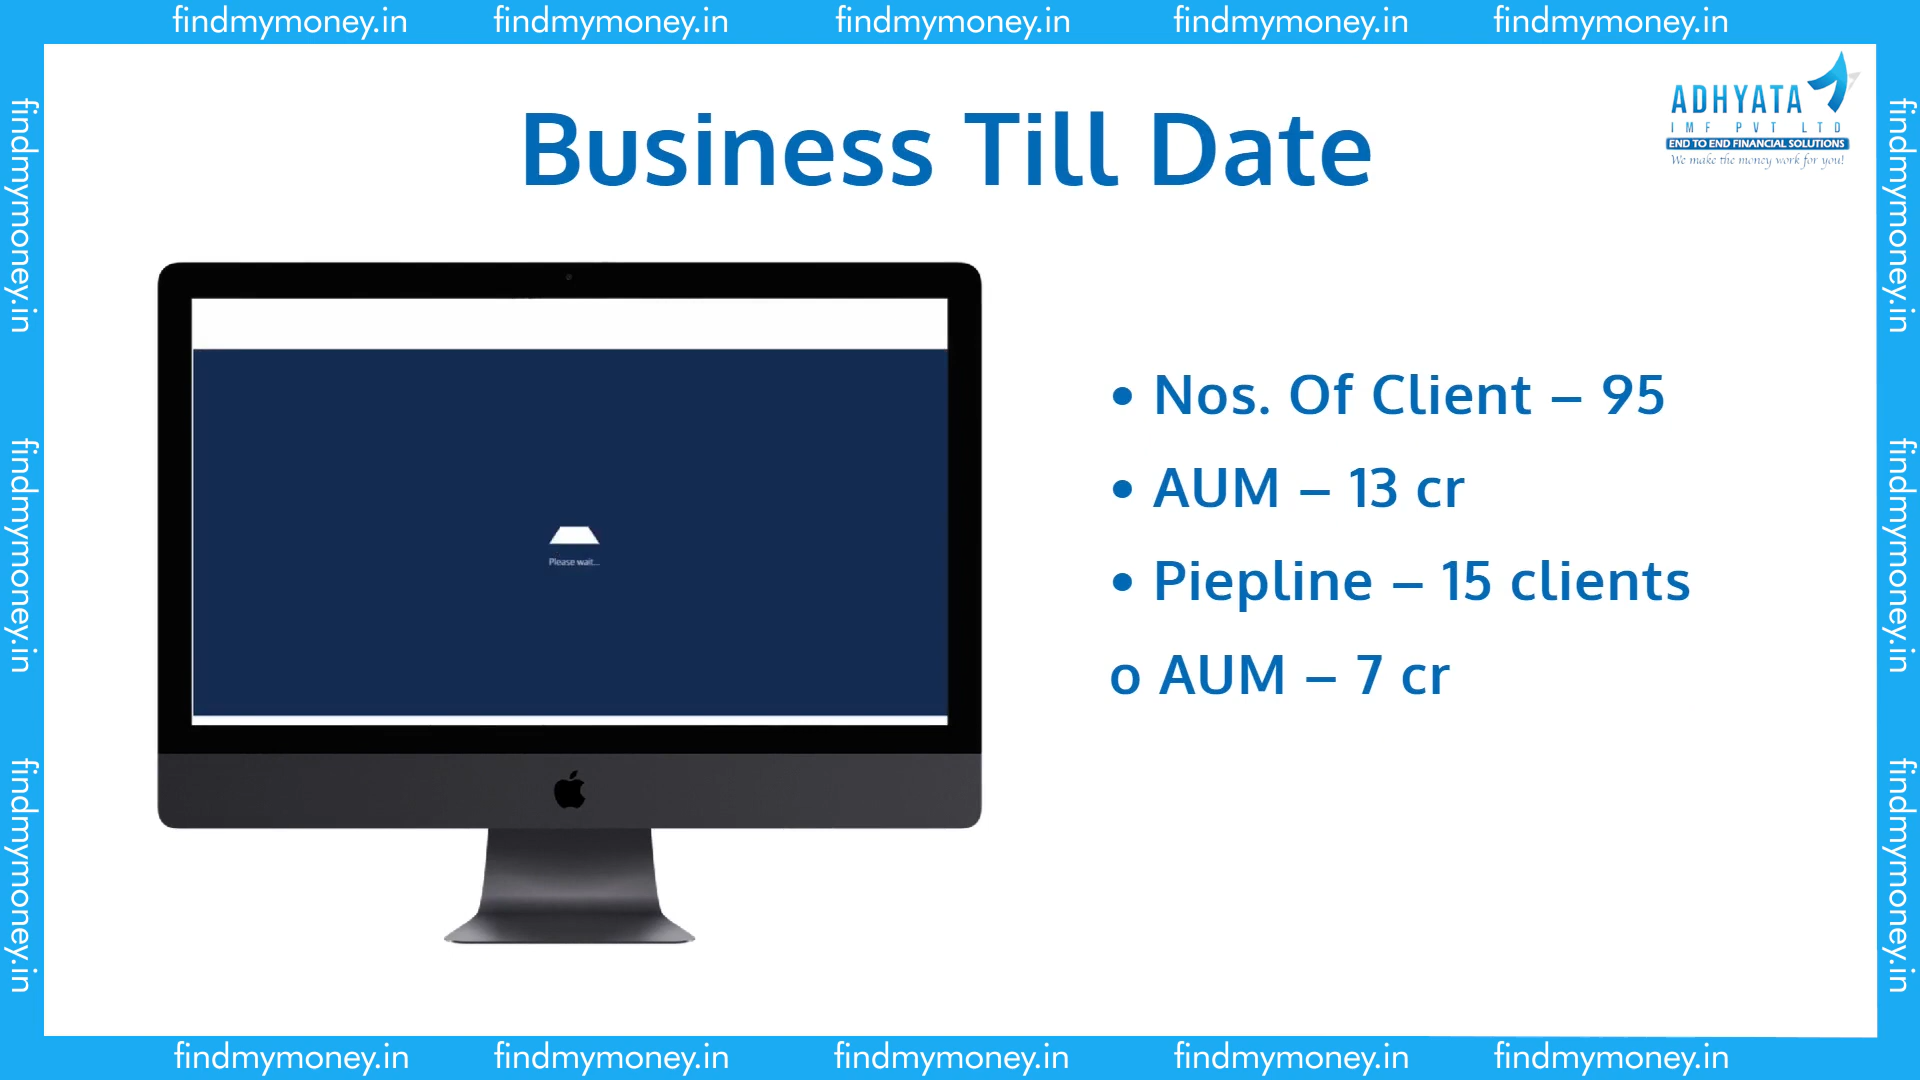 findmymoney.in findmymoney.in findmymoney.in findmymoney.in findmymoney.in
ADHYATA
IMF PVT LTD
END TO END FINANCIAL SOLUTIONS
We make the money work for you!
Business Till Date
findmymoney.in
findmymoney.in
findmymoney.in
Please wait...
• Nos. Of Client – 95
• AUM – 13 cr
• Piepline – 15 clients
o AUM – 7 cr
findmymoney.in
findmymoney.in
findmymoney.in
findmymoney.in findmymoney.in findmymoney.in findmymoney.in findmymoney.in